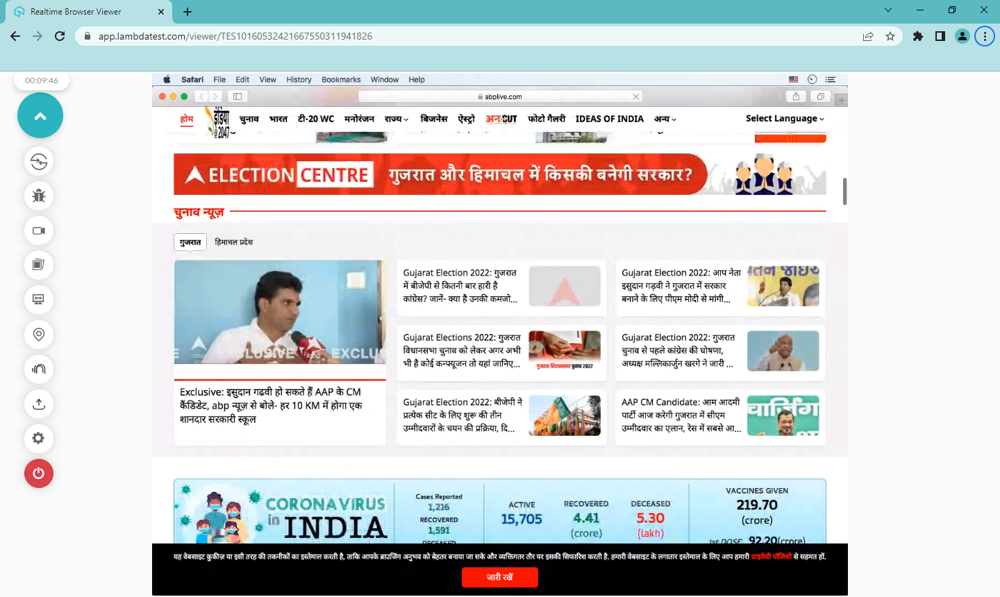 Realtime Browser Viewer
app.lambdatest.com/viewer/TES10160532421667550311941826
00:09:46
Safari File Edit View History Bookmarks Window Help
abplive.com
होम इंडिया @2047 चुनाव भारत टी-20 WC मनोरंजन राज्य बिजनेस ऐस्ट्रो अनCUT फोटो गैलरी IDEAS OF INDIA अन्य Select Language
ELECTION CENTRE गुजरात और हिमाचल में किसकी बनेगी सरकार?
चुनाव न्यूज़
गुजरात हिमाचल प्रदेश
EXCLUSIVE
abp
EXCLUS
Exclusive: इसुदान गढवी हो सकते हैं AAP के CM
कैंडिडेट, abp न्यूज़ से बोले- हर 10 KM में होगा एक
शानदार सरकारी स्कूल
Gujarat Election 2022: गुजरात
में बीजेपी से कितनी बार हारी है
कांग्रेस? जानें- क्या है उनकी कमजो...
Gujarat Election 2022: आप नेता
इसुदान गड़वी ने गुजरात में सरकार
बनाने के लिए पीएम मोदी से मांगी...
Gujarat Elections 2022: गुजरात
विधानसभा चुनाव को लेकर अगर अभी
भी है कोई कन्फ्यूजन तो यहां जानिए...
गुजरात विधानसभा चुनाव 2022
Gujarat Election 2022: गुजरात
चुनाव से पहले कांग्रेस की घोषणा,
अध्यक्ष मल्लिकार्जुन खरगे ने जारी ...
Gujarat Election 2022: बीजेपी ने
प्रत्येक सीट के लिए शुरू की तीन
उम्मीदवारों के चयन की प्रक्रिया, दि...
AAP CM Candidate: आम आदमी
पार्टी आज करेगी गुजरात में सीएम
उम्मीदवार का एलान, रेस में सबसे आ...
CORONAVIRUS
in INDIA
Cases Reported
1,216
RECOVERED
1,591
DECEASED
ACTIVE
15,705
RECOVERED
4.41
(crore)
DECEASED
5.30
(lakh)
VACCINES GIVEN
219.70
(crore)
1st DOSE 92.20(crore)
यह वेबसाइट कुकीज़ या इसी तरह की तकनीकों का इस्तेमाल करती है, ताकि आपके ब्राउजिंग अनुभव को बेहतर बनाया जा सके और व्यक्तिगत तौर पर इसकी सिफारिश करती है. हमारी वेबसाइट के लगातार इस्तेमाल के लिए आप हमारी प्राइवेसी पॉलिसी से सहमत हों.
जारी रखें